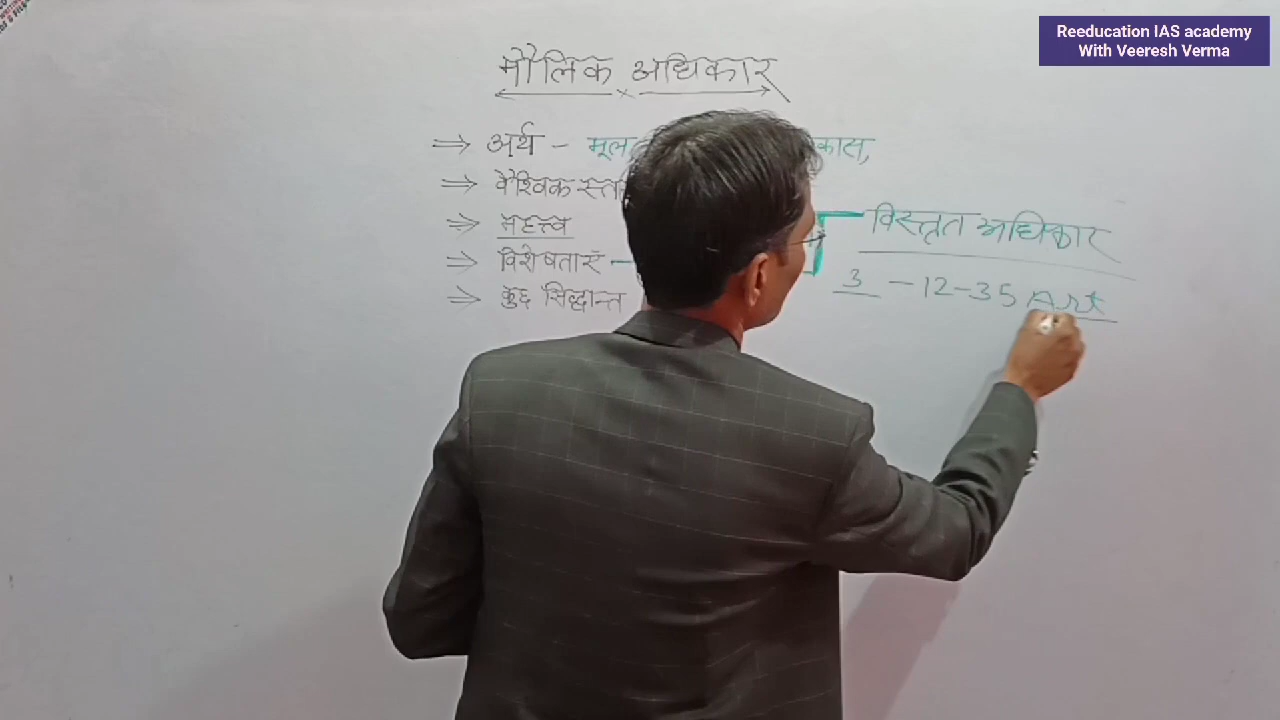 Reeducation IAS academy
With Veeresh Verma
मौलिक अधिकार
⇒ अर्थ - मूल
⇒ वैश्विक
⇒ महत्त्व
⇒ विशेषताएँ -
⇒ कुछ सिद्धान्त
विस्तृत अधिकार
3 - 12-35 Art